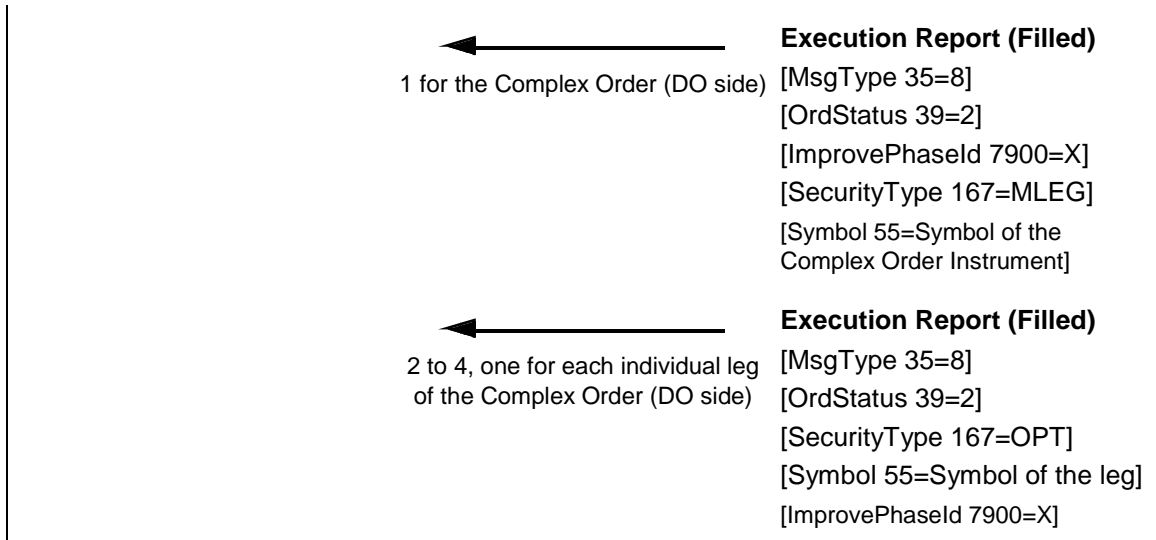 Execution Report (Filled)
1 for the Complex Order (DO side)
[MsgType 35=8]
[OrdStatus 39=2]
[ImprovePhaseId 7900=X]
[SecurityType 167=MLEG]
[Symbol 55=Symbol of the
Complex Order Instrument]
Execution Report (Filled)
2 to 4, one for each individual leg
of the Complex Order (DO side)
[MsgType 35=8]
[OrdStatus 39=2]
[SecurityType 167=OPT]
[Symbol 55=Symbol of the leg]
[ImprovePhaseId 7900=X]